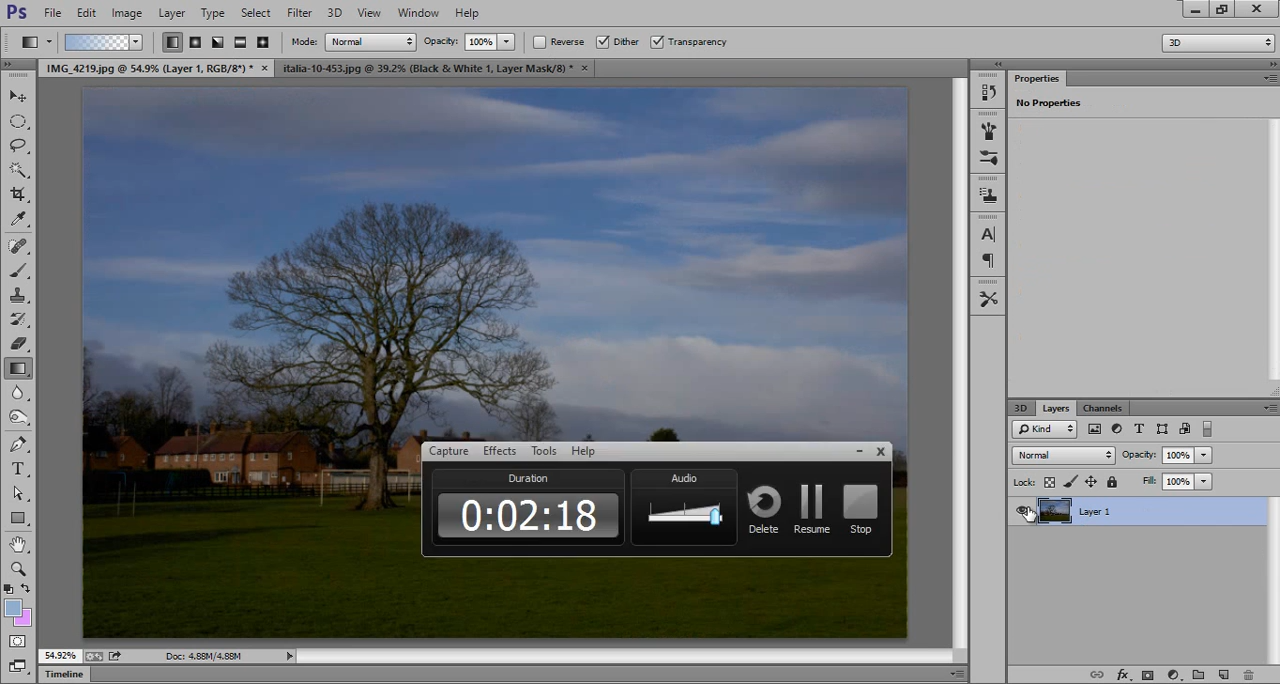 Ps File Edit Image Layer Type Select Filter 3D View Window Help
Mode: Normal Opacity: 100% Reverse Dither Transparency 3D
IMG_4219.jpg @ 54.9% (Layer 1, RGB/8*) * × italia-10-453.jpg @ 39.2% (Black & White 1, Layer Mask/8) * ×
Properties
No Properties
3D Layers Channels
Kind
Normal Opacity: 100%
Lock: Fill: 100%
Layer 1
Capture Effects Tools Help
Duration Audio
0:02:18
Delete Resume Stop
54.92% Doc: 4.88M/4.88M
Timeline